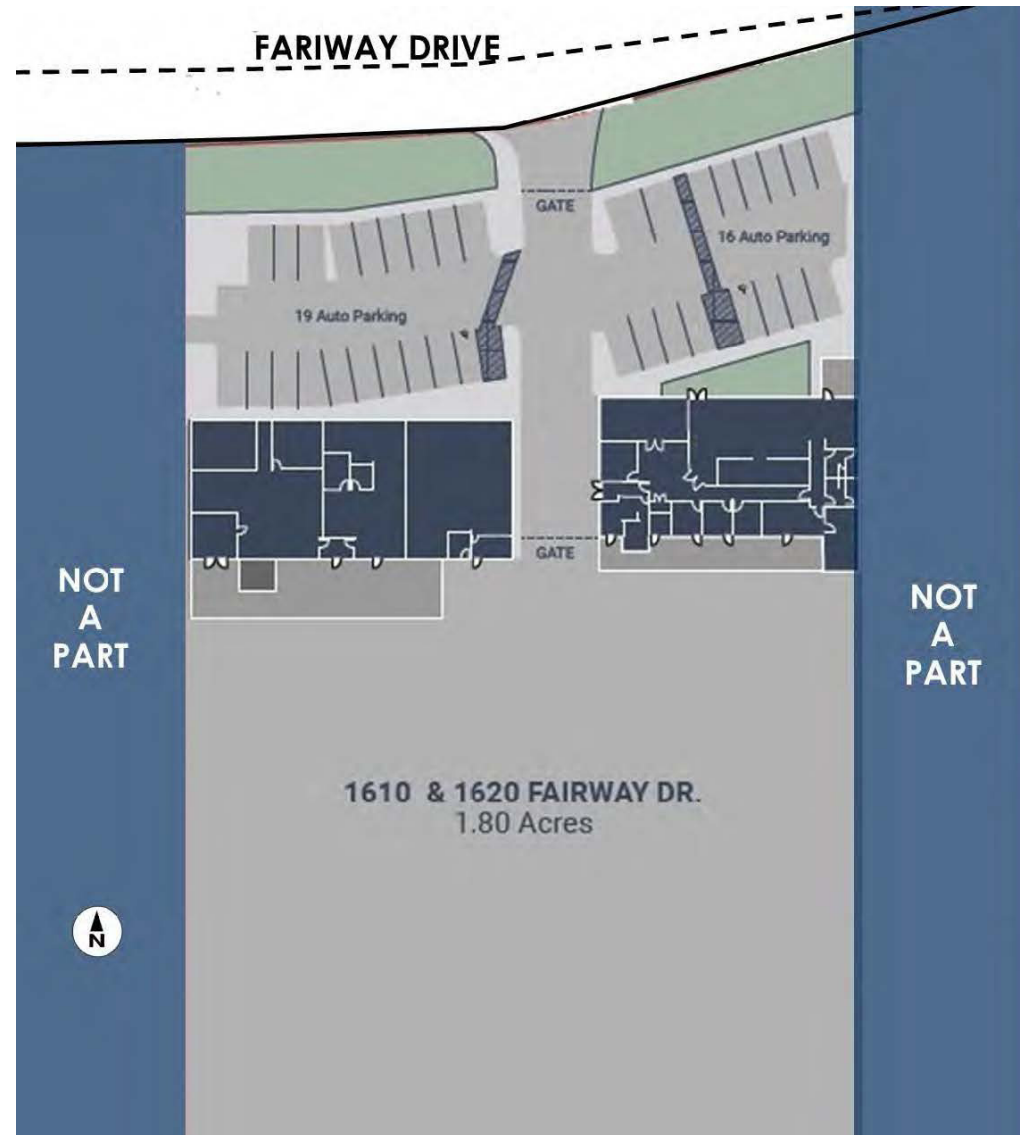 FARIWAY DRIVE
GATE
16 Auto Parking
19 Auto Parking
GATE
NOT
A
PART
NOT
A
PART
1610 & 1620 FAIRWAY DR.
1.80 Acres
N